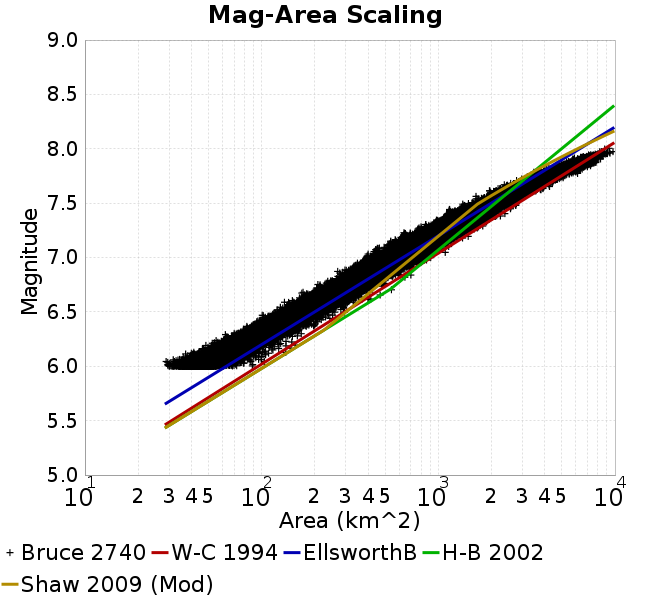 Mag-Area Scaling
9.0
8.5
8.0
7.5
7.0
6.5
6.0
5.5
5.0
Magnitude
10^1 2 3 4 5 10^2 2 3 4 5 10^3 2 3 4 5 10^4
Area (km^2)
Bruce 2740 W-C 1994 EllsworthB H-B 2002
Shaw 2009 (Mod)